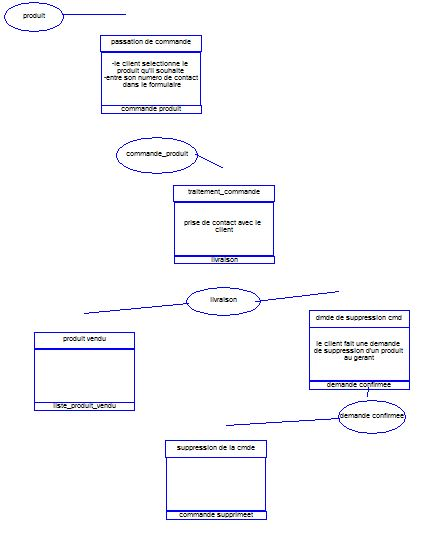 produit
passation de commande
-le client selectionne le
produit qu'il souhaite
-entre son numero de contact
dans le formulaire
commande produit
commande_produit
traitement_commande
prise de contact avec le
client
livraison
livraison
produit vendu
liste_produit_vendu
dmde de suppression cmd
le client fait une demande
de suppression d'un produit
au gerant
demande confirmee
demande confirmee
suppression de la cmde
commande supprimeet